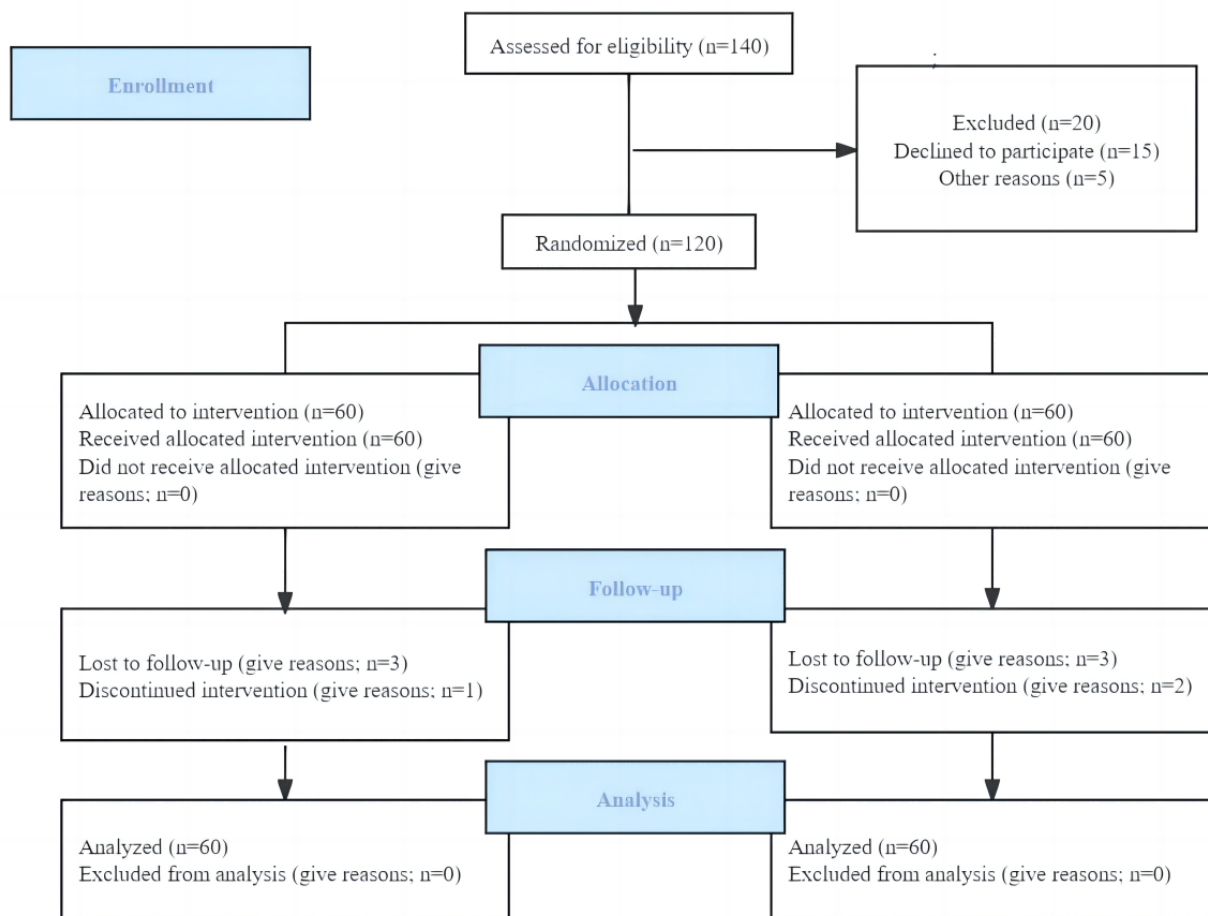 Assessed for eligibility (n=140)
Enrollment
Excluded (n=20)
Declined to participate (n=15)
Other reasons (n=5)
Randomized (n=120)
Allocation
Allocated to intervention (n=60)
Received allocated intervention (n=60)
Did not receive allocated intervention (give
reasons; n=0)
Allocated to intervention (n=60)
Received allocated intervention (n=60)
Did not receive allocated intervention (give
reasons; n=0)
Follow-up
Lost to follow-up (give reasons; n=3)
Discontinued intervention (give reasons; n=1)
Lost to follow-up (give reasons; n=3)
Discontinued intervention (give reasons; n=2)
Analysis
Analyzed (n=60)
Excluded from analysis (give reasons; n=0)
Analyzed (n=60)
Excluded from analysis (give reasons; n=0)